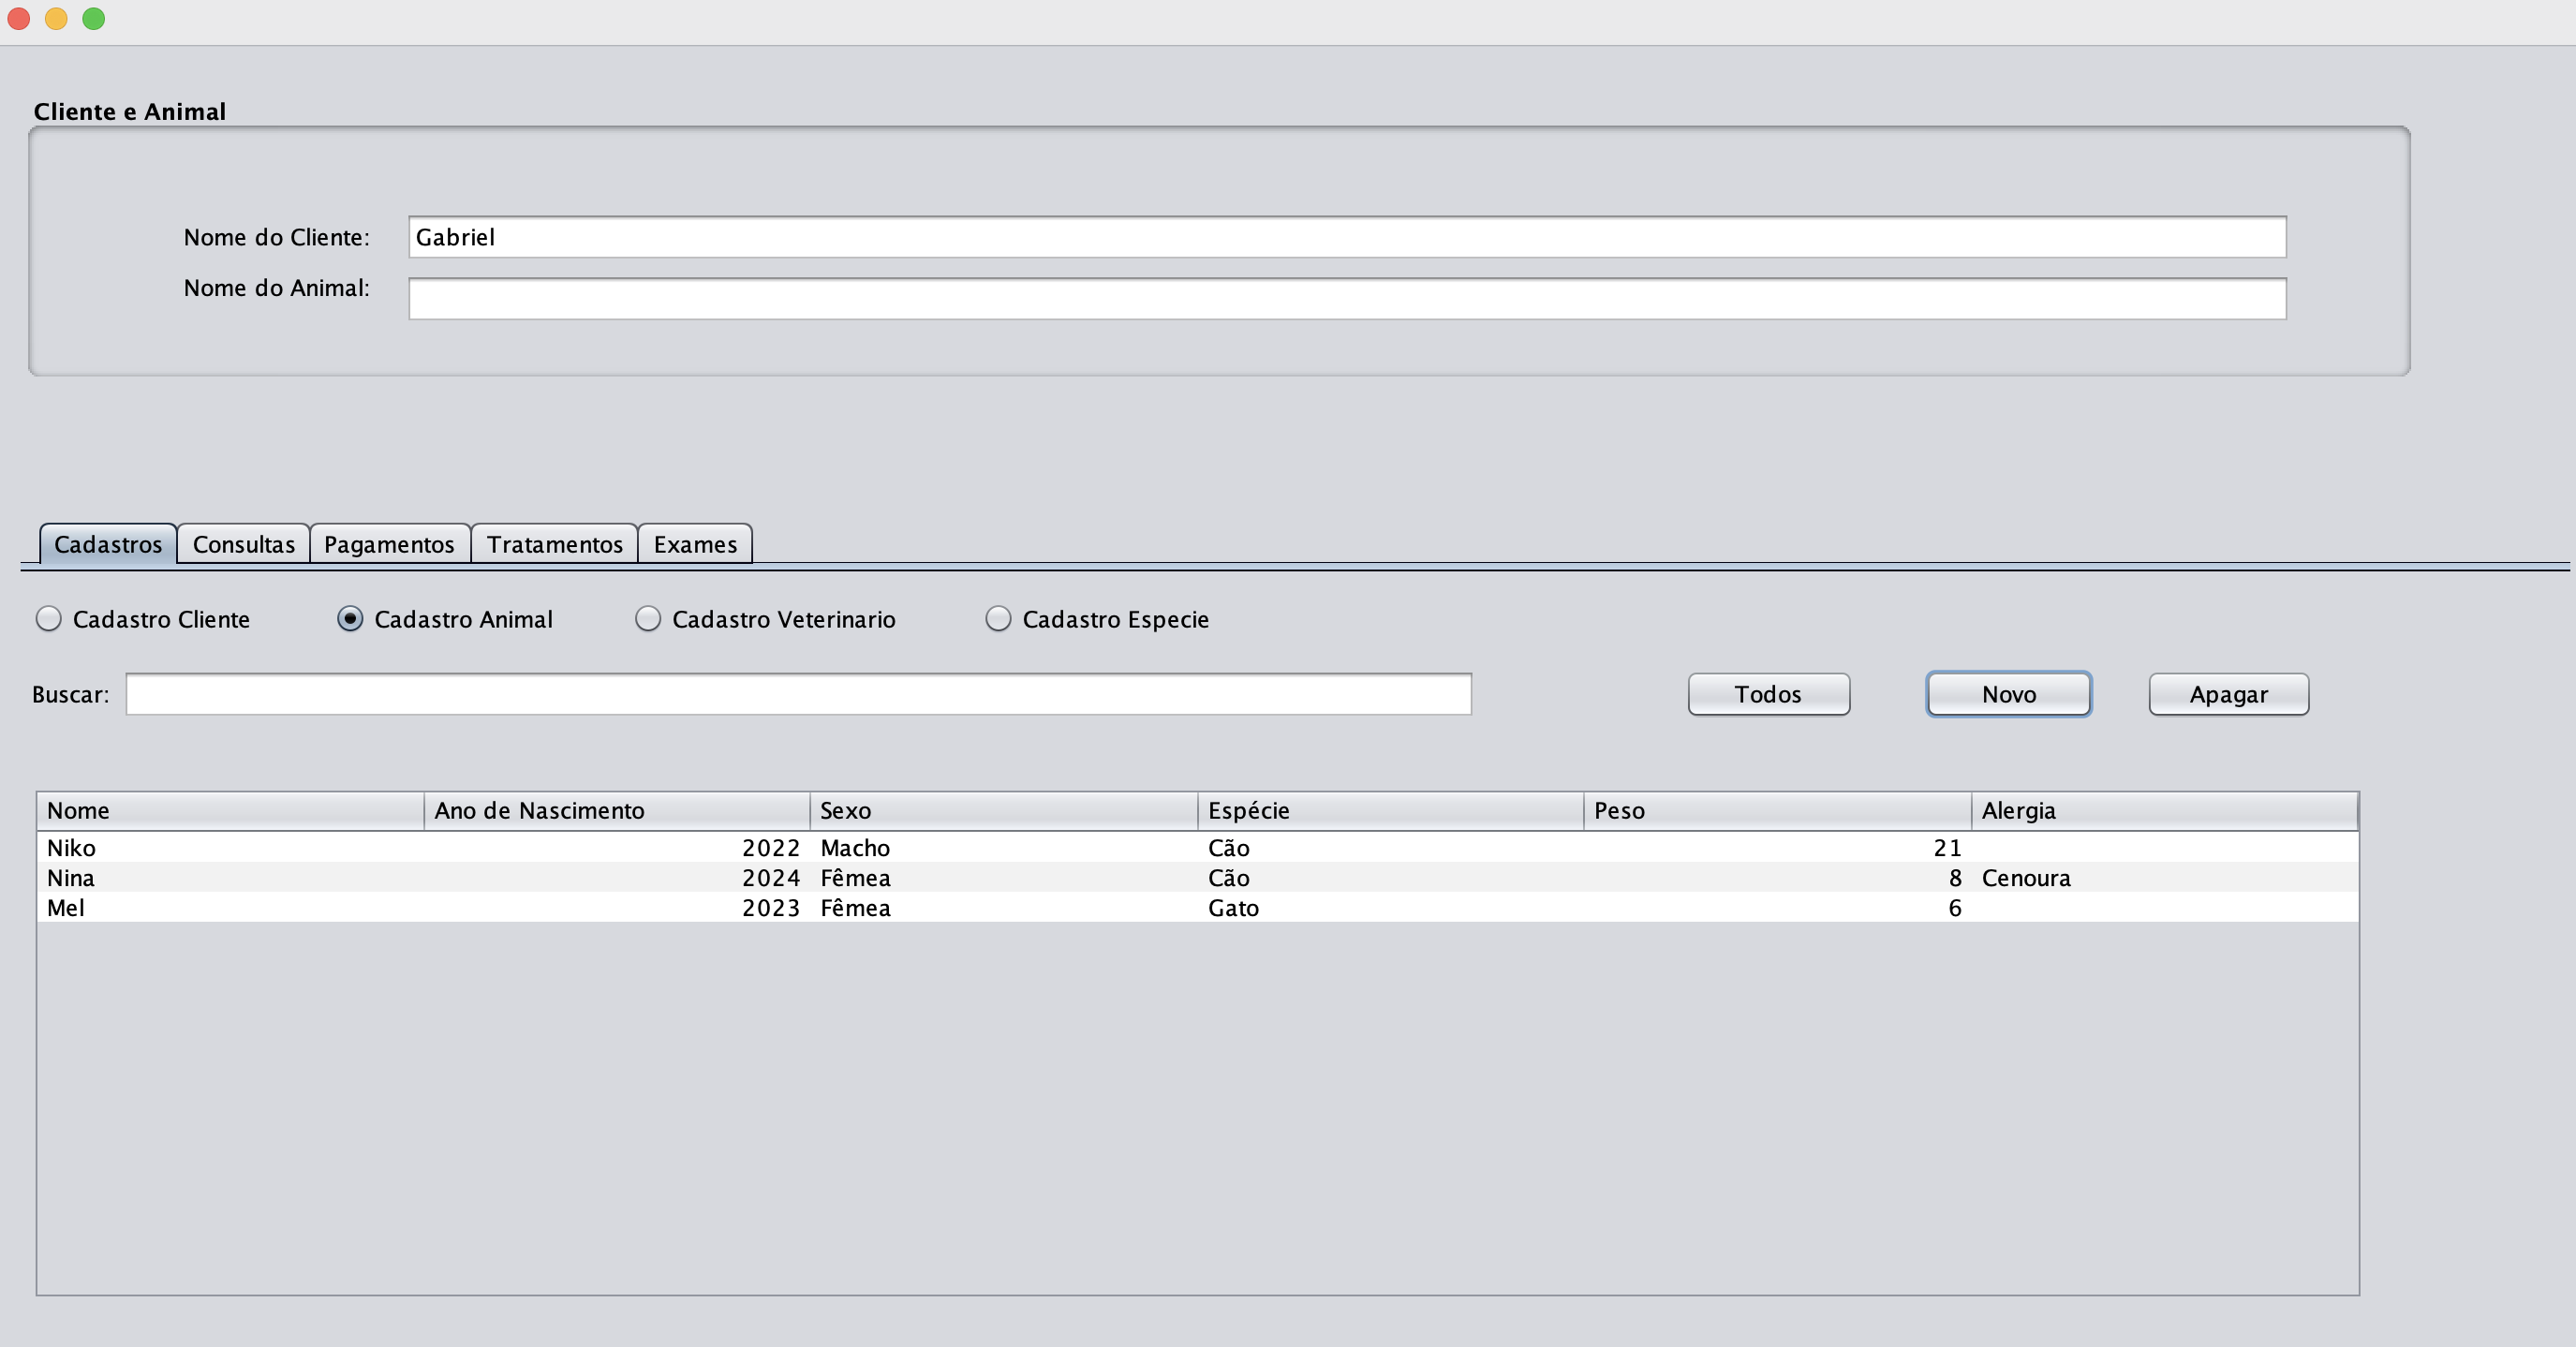 Cliente e Animal
Nome do Cliente: Gabriel
Nome do Animal:
Cadastros Consultas Pagamentos Tratamentos Exames
Cadastro Cliente Cadastro Animal Cadastro Veterinario Cadastro Especie
Buscar: Todos Novo Apagar
Nome Ano de Nascimento Sexo Espécie Peso Alergia
Niko 2022 Macho Cão 21
Nina 2024 Fêmea Cão 8 Cenoura
Mel 2023 Fêmea Gato 6